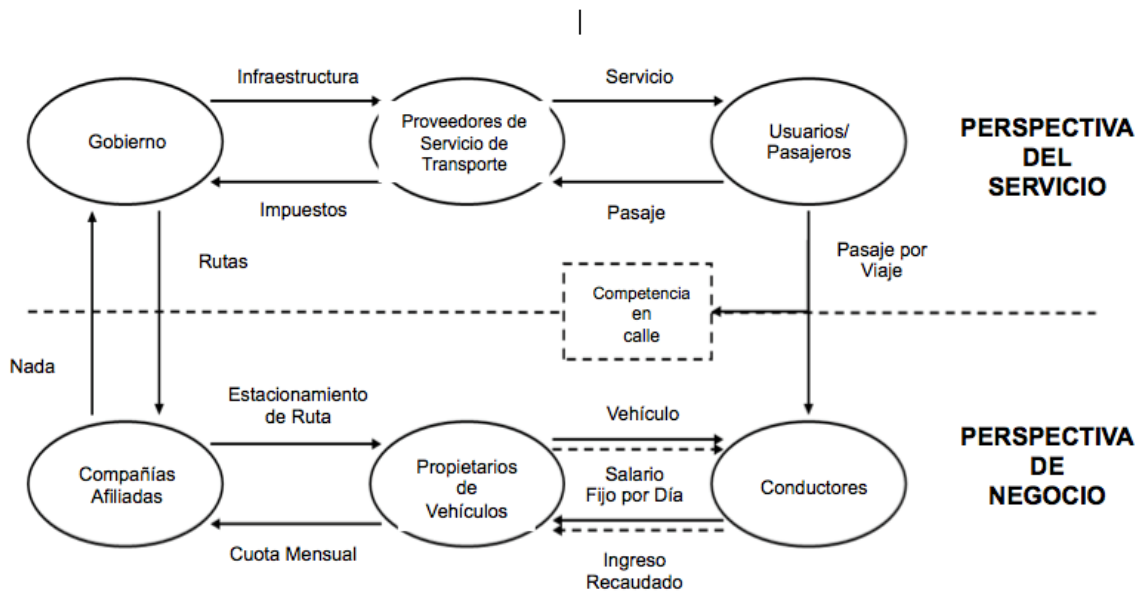 Infraestructura
Servicio
Gobierno
Proveedores de
Servicio de
Transporte
Usuarios/
Pasajeros
PERSPECTIVA
DEL
SERVICIO
Impuestos
Pasaje
Rutas
Pasaje por
Viaje
Competencia
en
calle
Nada
Estacionamiento
de Ruta
Vehículo
Compañías
Afiliadas
Propietarios
de
Vehículos
Salario
Fijo por Día
Conductores
PERSPECTIVA
DE
NEGOCIO
Cuota Mensual
Ingreso
Recaudado